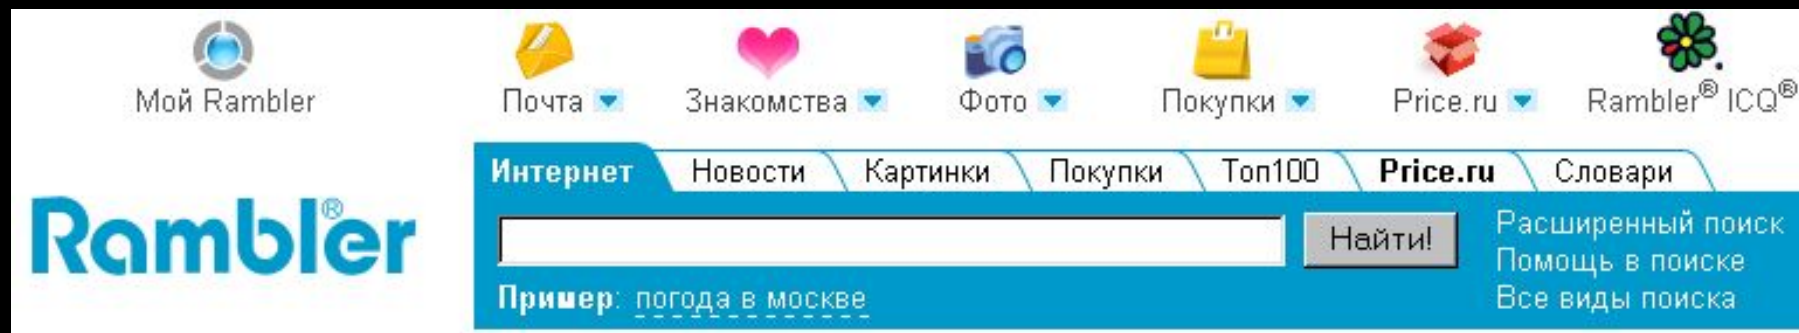 Мой Rambler Почта Знакомства Фото Покупки Price.ru Rambler® ICQ®
Интернет Новости Картинки Покупки Топ100 Price.ru Словари
Rambler®
Найти!
Расширенный поиск
Помощь в поиске
Все виды поиска
Пример: погода в москве